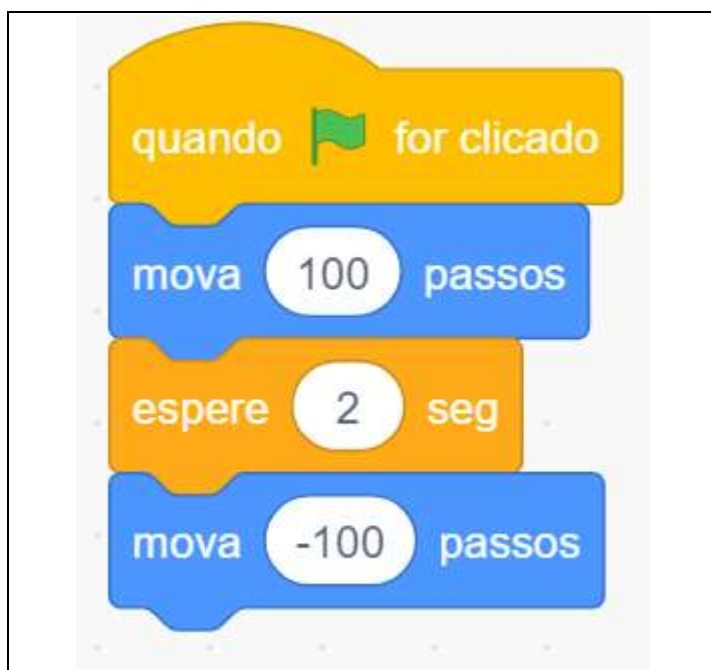 quando for clicado
mova 100 passos
espere 2 seg
mova -100 passos